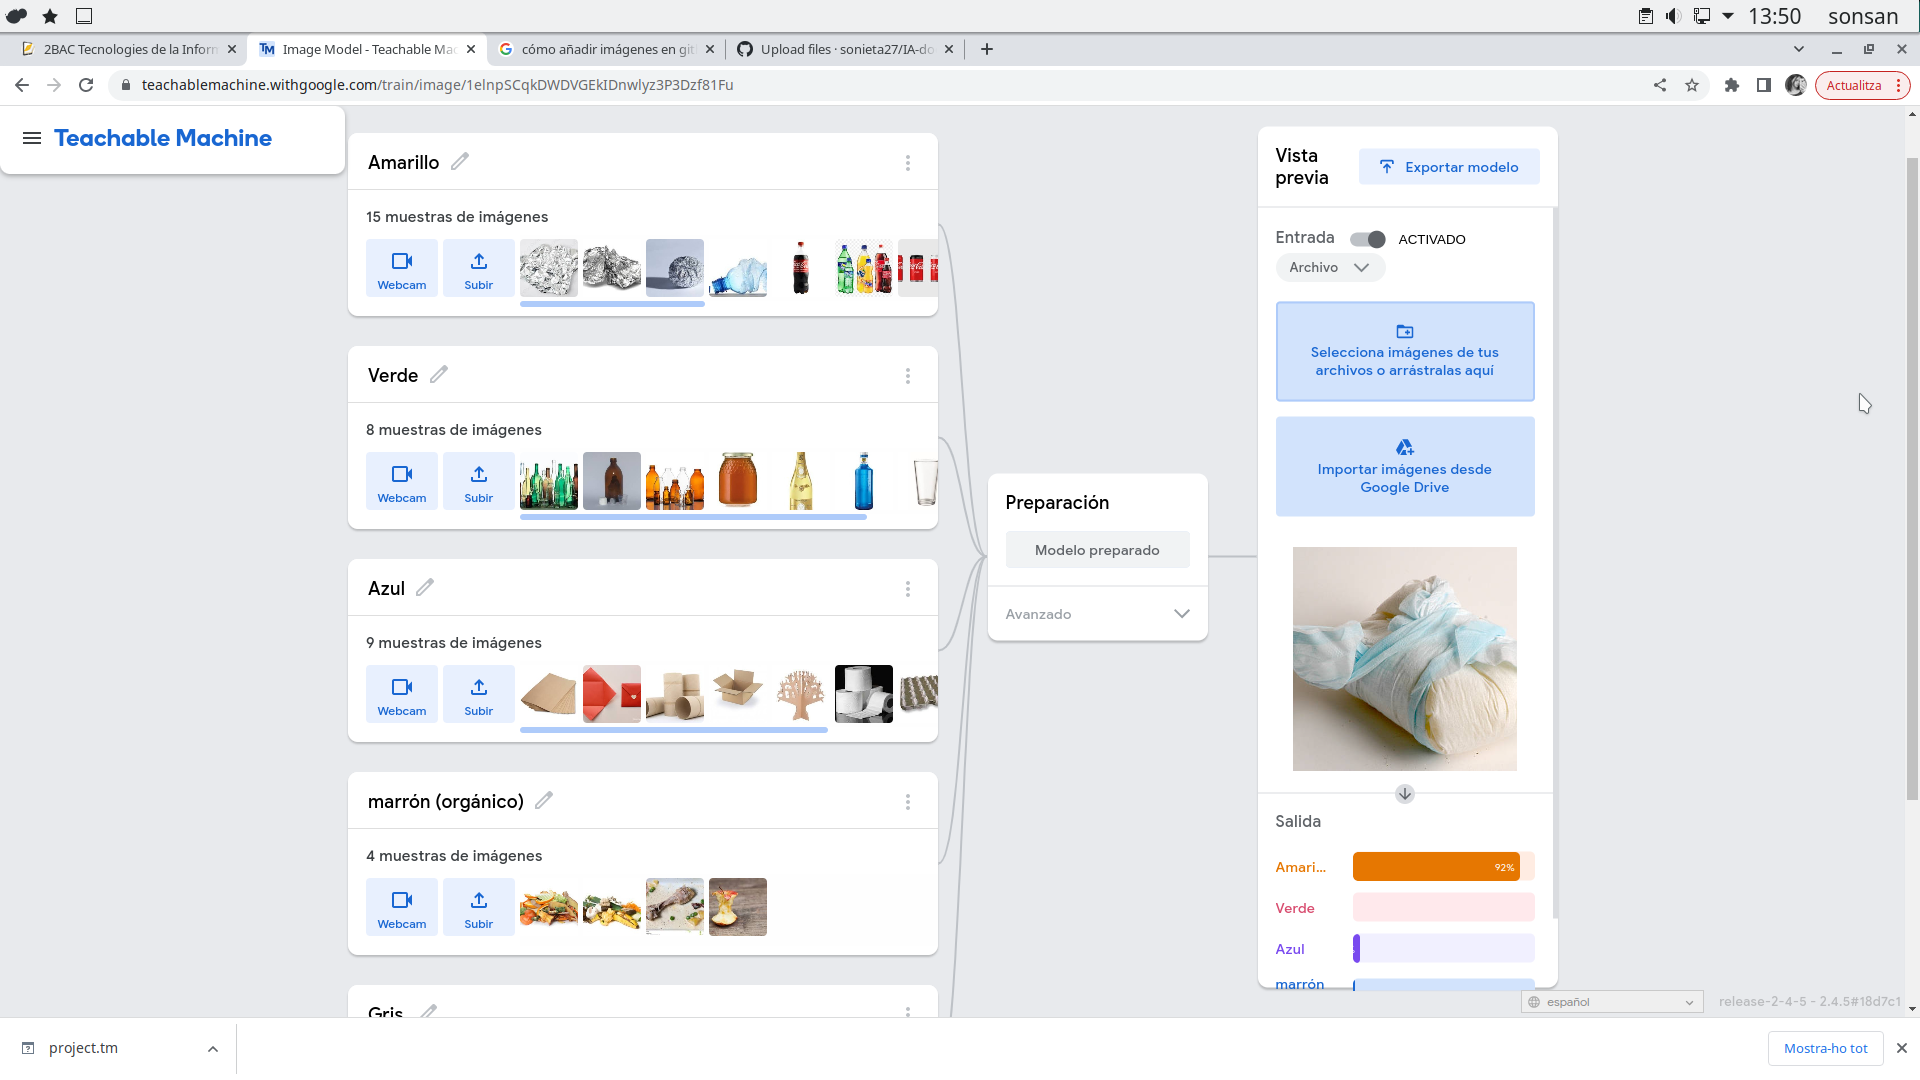 13:50 sonsan
2BAC Tecnologies de la Inform
Image Model - Teachable Mac
cómo añadir imágenes en git
Upload files · sonieta27/IA-do
teachablemachine.withgoogle.com/train/image/1elnpSCqkDWDVGEkIDnwlyz3P3Dzf81Fu
Actualitza
Teachable Machine
Amarillo
15 muestras de imágenes
Webcam
Subir
Verde
8 muestras de imágenes
Webcam
Subir
Azul
9 muestras de imágenes
Webcam
Subir
marrón (orgánico)
4 muestras de imágenes
Webcam
Subir
Gris
Preparación
Modelo preparado
Avanzado
Vista
previa
Exportar modelo
Entrada
ACTIVADO
Archivo
Selecciona imágenes de tus
archivos o arrástralas aquí
Importar imágenes desde
Google Drive
Salida
Amari...
92%
Verde
Azul
marrón
español
release-2-4-5 - 2.4.5#18d7c1
project.tm
Mostra-ho tot